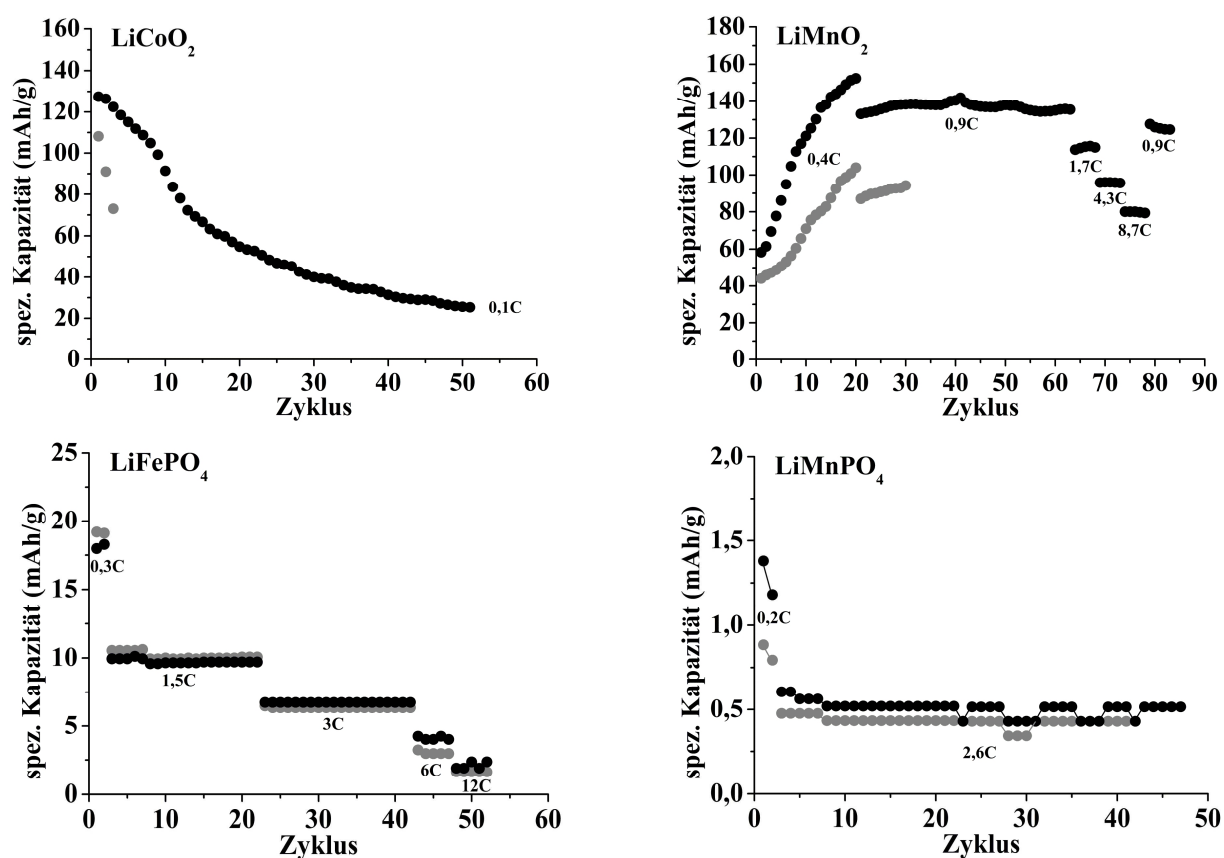 LiCoO₂
spez. Kapazität (mAh/g)
160
140
120
100
80
60
40
20
0
0,1C
0 10 20 30 40 50 60
Zyklus
LiMnO₂
spez. Kapazität (mAh/g)
180
160
140
120
100
80
60
40
20
0
0,4C
0,9C
1,7C
4,3C
8,7C
0,9C
0 10 20 30 40 50 60 70 80 90
Zyklus
LiFePO₄
spez. Kapazität (mAh/g)
25
20
15
10
5
0
0,3C
1,5C
3C
6C
12C
0 10 20 30 40 50 60
Zyklus
LiMnPO₄
spez. Kapazität (mAh/g)
2,0
1,5
1,0
0,5
0,0
0,2C
2,6C
0 10 20 30 40 50
Zyklus